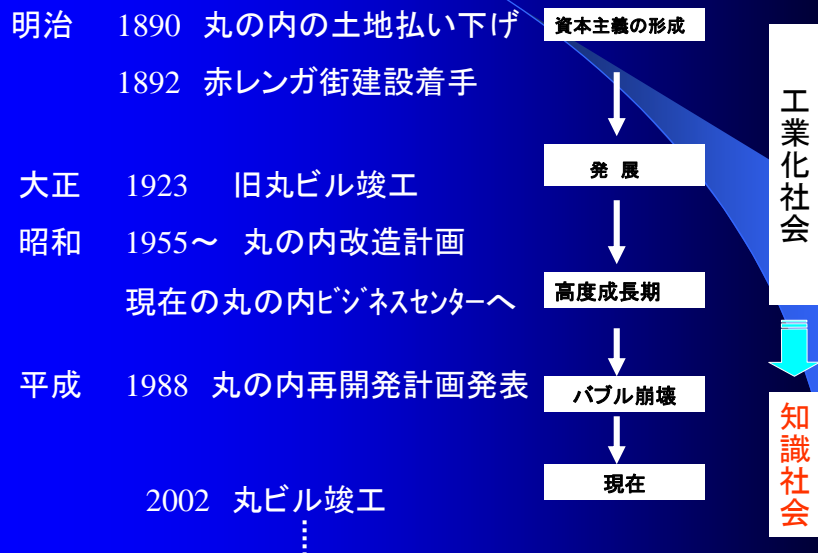 明治 1890 丸の内の土地払い下げ
1892 赤レンガ街建設着手
大正 1923 旧丸ビル竣工
昭和 1955～ 丸の内改造計画
現在の丸の内ビジネスセンターへ
平成 1988 丸の内再開発計画発表
2002 丸ビル竣工
資本主義の形成
発 展
高度成長期
バブル崩壊
現在
工業化社会
知識社会